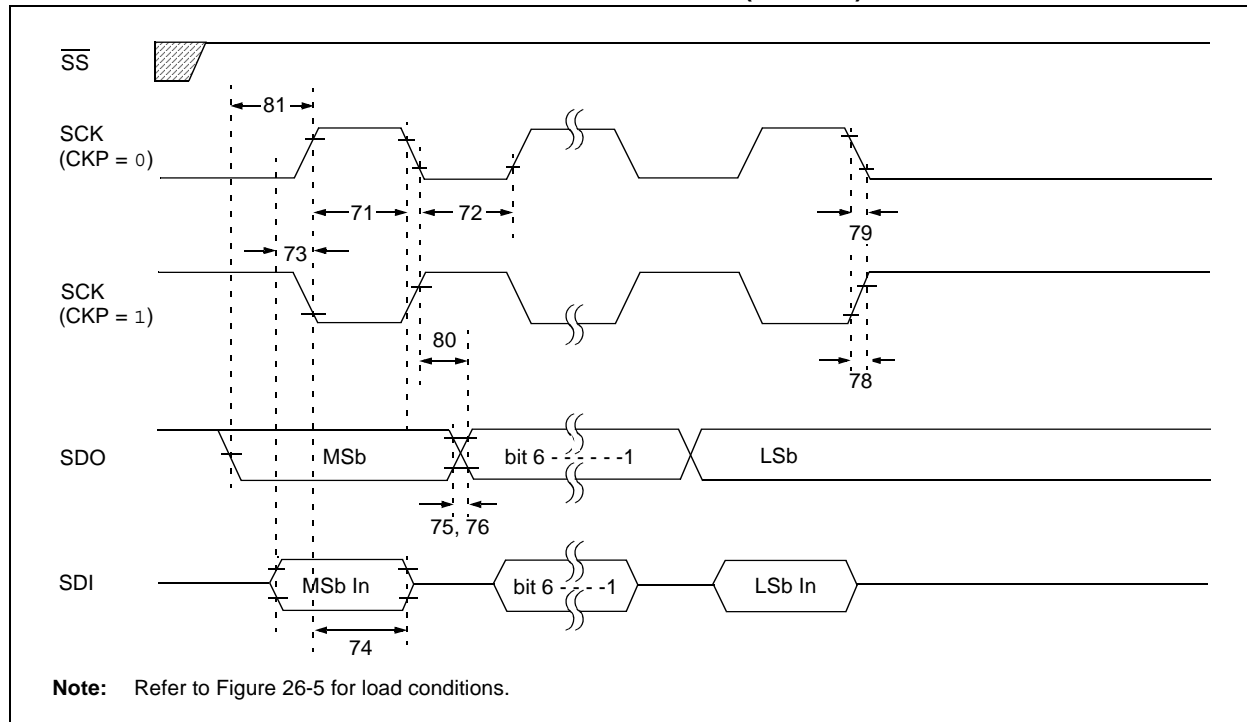 SS
81
SCK
(CKP = 0)
71
72
79
73
SCK
(CKP = 1)
80
78
SDO
MSb
bit 6 - - - - - -1
LSb
75, 76
SDI
MSb In
bit 6 - - - -1
LSb In
74
Note: Refer to Figure 26-5 for load conditions.